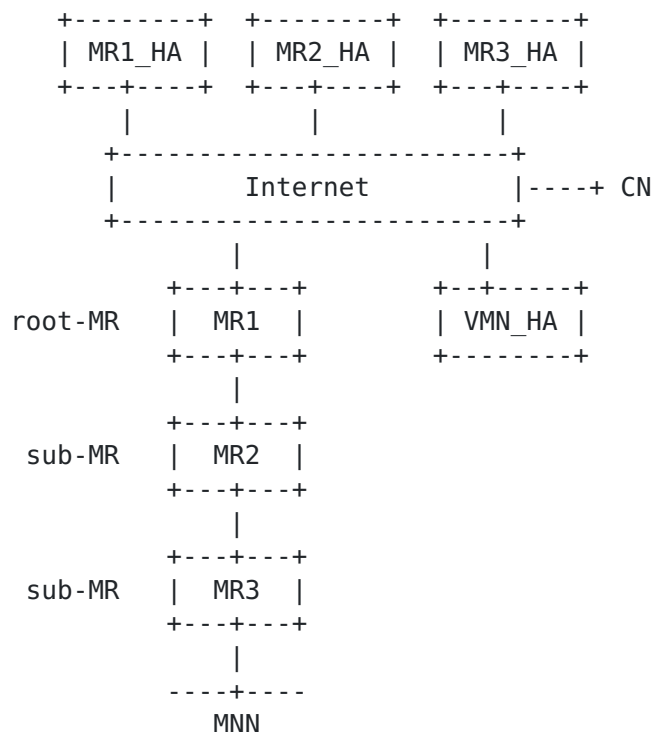 MR1_HA MR2_HA MR3_HA
Internet CN
root-MR MR1 VMN_HA
sub-MR MR2
sub-MR MR3
MNN